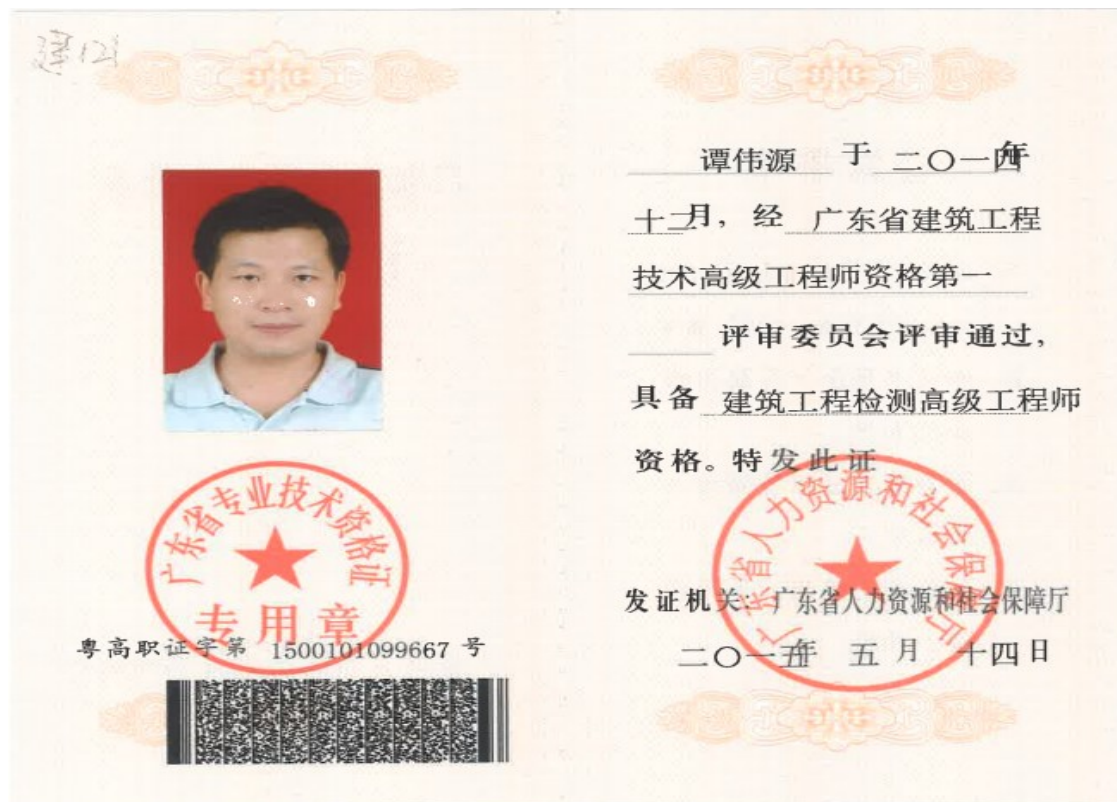 广东省专业技术资格证
专用章
粤高职证字第 1500101099667 号
谭伟源 于 二〇一四年
十二月，经 广东省建筑工程
技术高级工程师资格第一
评审委员会评审通过，
具备 建筑工程检测高级工程师
资格。特发此证
广东省人力资源和社会保障厅
发证机关：广东省人力资源和社会保障厅
二〇一五年 五月 十四日